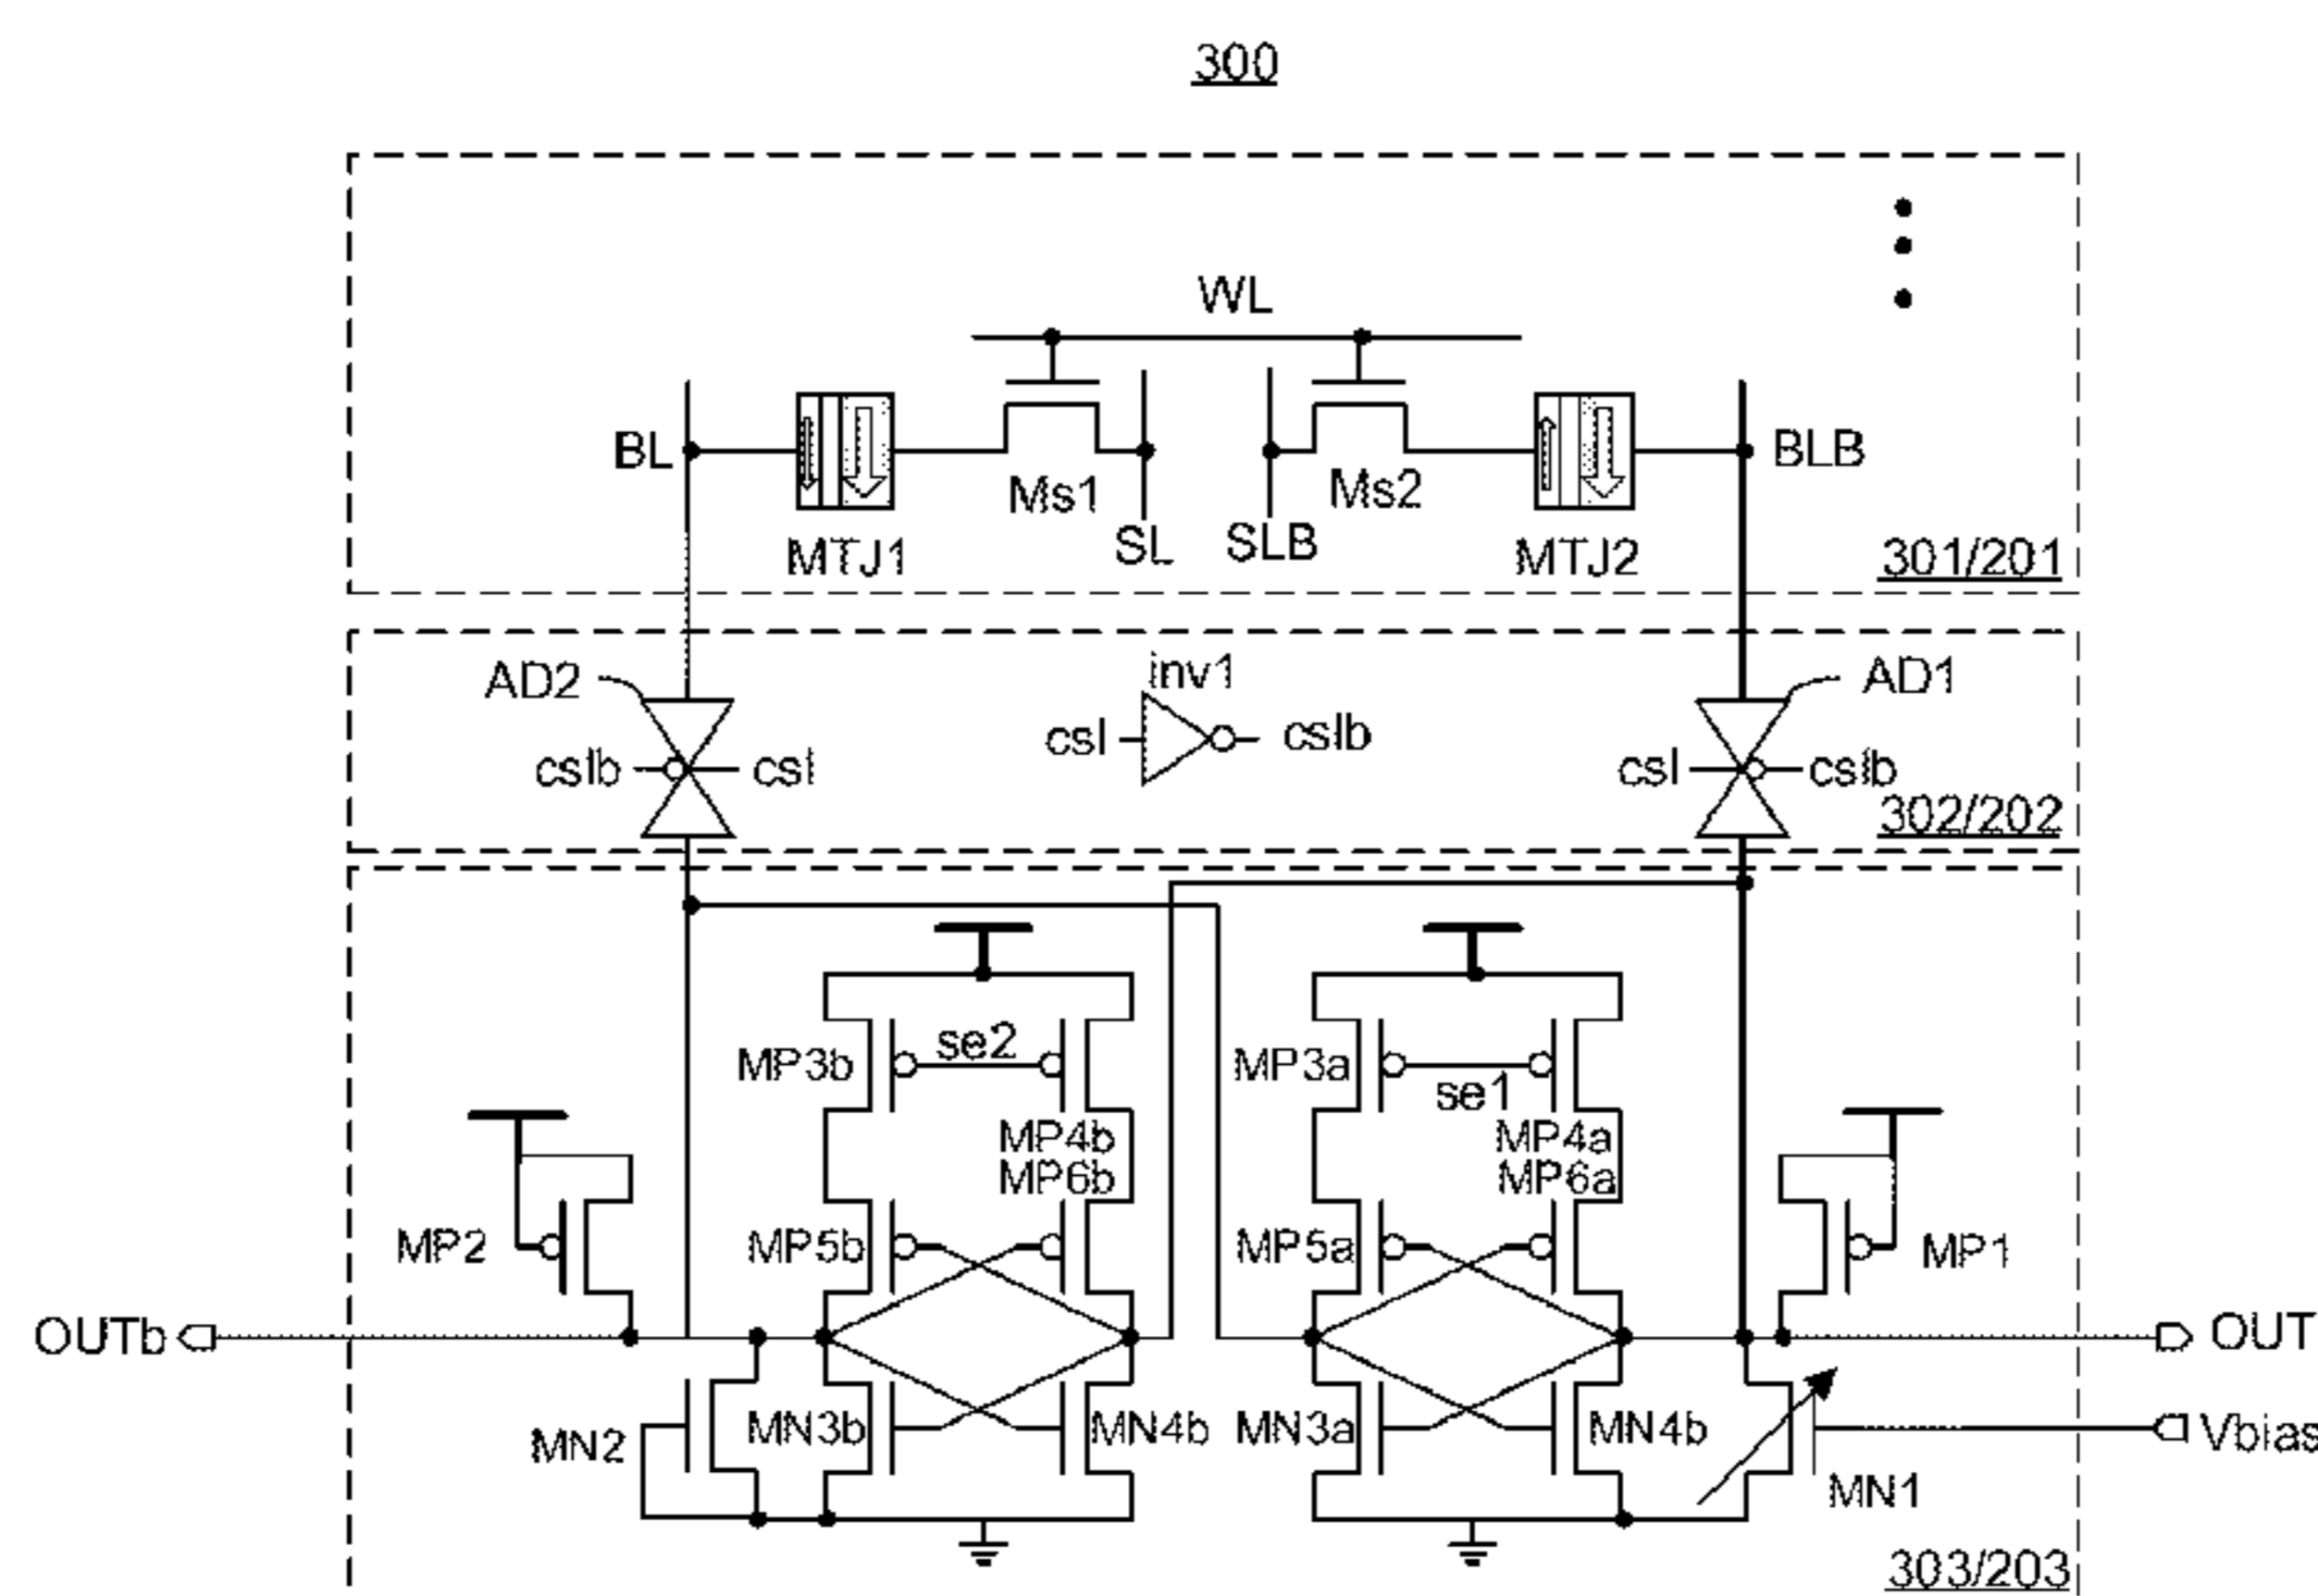 300
WL
BL
BLB
Ms1
Ms2
SL
SLB
MTJ1
MTJ2
301/201
AD2
inv1
AD1
cslb
csl
csl
cslb
csl
cslb
302/202
MP3b
se2
MP3a
se1
MP4b
MP4a
MP6b
MP6a
MP2
MP5b
MP5a
MP1
OUTb
OUT
MN2
MN3b
MN4b
MN3a
MN4b
Vbias
MN1
303/203